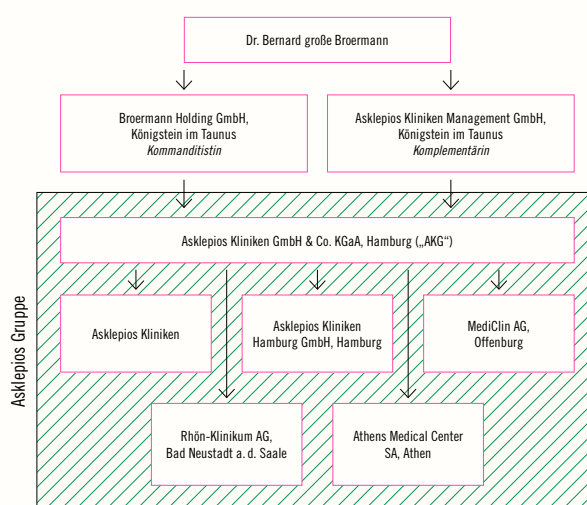 Dr. Bernard große Broermann
Broermann Holding GmbH,
Königstein im Taunus
Kommanditistin
Asklepios Kliniken Management GmbH,
Königstein im Taunus
Komplementärin
Asklepios Gruppe
Asklepios Kliniken GmbH & Co. KGaA, Hamburg („AKG“)
Asklepios Kliniken
Asklepios Kliniken
Hamburg GmbH, Hamburg
MediClin AG,
Offenburg
Rhön-Klinikum AG,
Bad Neustadt a. d. Saale
Athens Medical Center
SA, Athen